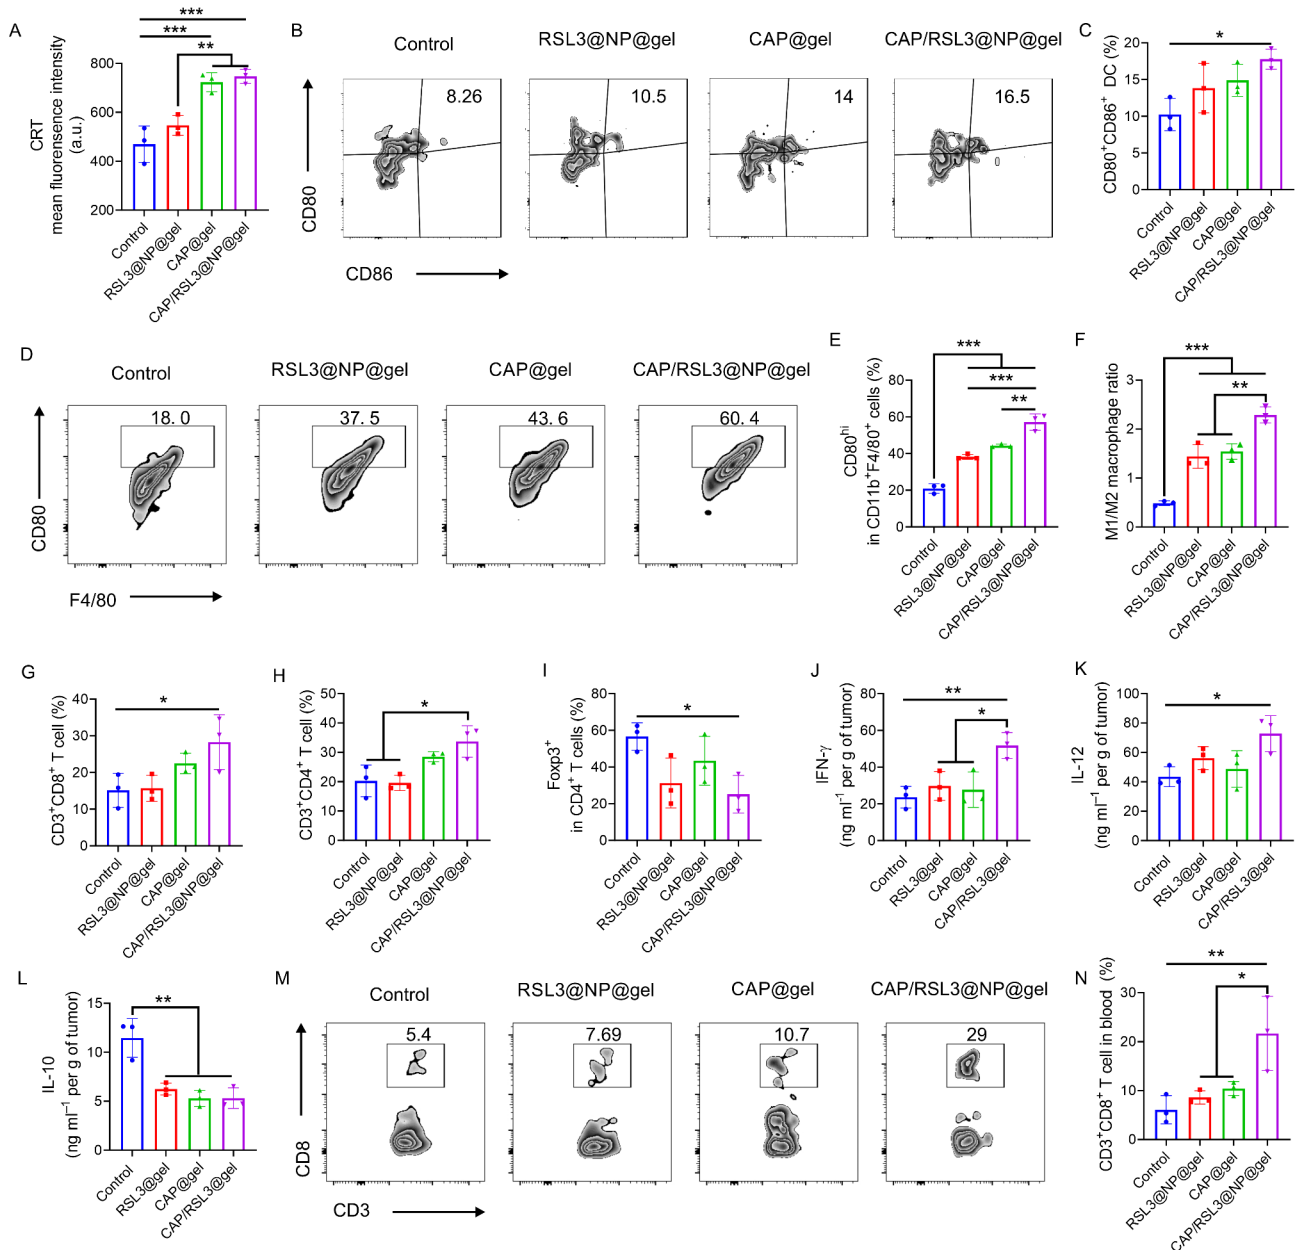 A
CRT
mean fluorensence intensity
(a.u.)
800
600
400
200
***
***
**
Control
RSL3@NP@gel
CAP@gel
CAP/RSL3@NP@gel
B
Control
RSL3@NP@gel
CAP@gel
CAP/RSL3@NP@gel
8.26
10.5
14
16.5
CD80
CD86
C
CD80⁺CD86⁺ DC (%)
20
15
10
5
0
*
Control
RSL3@NP@gel
CAP@gel
CAP/RSL3@NP@gel
D
Control
RSL3@NP@gel
CAP@gel
CAP/RSL3@NP@gel
18.0
37.5
43.6
60.4
CD80
F4/80
E
CD80ʰⁱ
in CD11b⁺F4/80⁺ cells (%)
80
60
40
20
0
***
***
**
Control
RSL3@NP@gel
CAP@gel
CAP/RSL3@NP@gel
F
M1/M2 macrophage ratio
3
2
1
0
***
**
Control
RSL3@NP@gel
CAP@gel
CAP/RSL3@NP@gel
G
CD3⁺CD8⁺ T cell (%)
40
30
20
10
0
*
Control
RSL3@NP@gel
CAP@gel
CAP/RSL3@NP@gel
H
CD3⁺CD4⁺ T cell (%)
50
40
30
20
10
0
*
Control
RSL3@NP@gel
CAP@gel
CAP/RSL3@NP@gel
I
Foxp3⁺
in CD4⁺ T cells (%)
80
60
40
20
0
*
Control
RSL3@NP@gel
CAP@gel
CAP/RSL3@NP@gel
J
IFN-γ
(ng ml⁻¹ per g of tumor)
80
60
40
20
0
**
*
Control
RSL3@gel
CAP@gel
CAP/RSL3@gel
K
IL-12
(ng ml⁻¹ per g of tumor)
100
80
60
40
20
0
*
Control
RSL3@NP@gel
CAP@gel
CAP/RSL3@NP@gel
L
IL-10
(ng ml⁻¹ per g of tumor)
15
10
5
0
**
Control
RSL3@gel
CAP@gel
CAP/RSL3@gel
M
Control
RSL3@NP@gel
CAP@gel
CAP/RSL3@NP@gel
5.4
7.69
10.7
29
CD8
CD3
N
CD3⁺CD8⁺ T cell in blood (%)
30
20
10
0
**
*
Control
RSL3@NP@gel
CAP@gel
CAP/RSL3@NP@gel